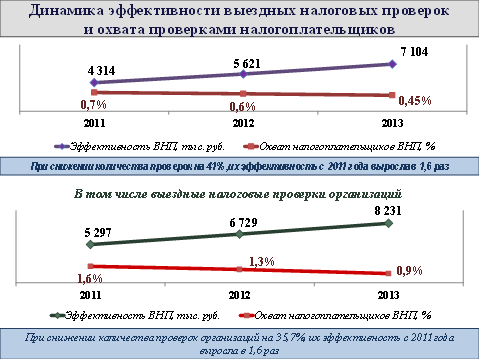 Динамика эффективности выездных налоговых проверок
и охвата проверками налогоплательщиков
4 314
5 621
7 104
0,7%
0,6%
0,45%
2011 2012 2013
Эффективность ВНП, тыс. руб. Охват налогоплательщиков ВНП, %
При снижении количества проверок на 41% ,их эффективность с 2011 года выросла в 1,6 раз
В том числе выездные налоговые проверки организаций
5 297
6 729
8 231
1,6%
1,3%
0,9%
2011 2012 2013
Эффективность ВНП, тыс. руб. Охват налогоплательщиков ВНП, %
При снижении количества проверок организаций на 35,7%, их эффективность с 2011 года
выросла в 1,6 раз